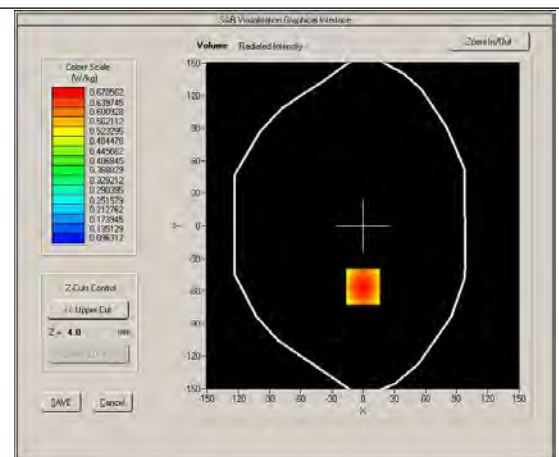 SAR Visualisation Graphical Interface
Volume Radiated Intensity
Zoom In/Out
Colors Scale
(W/kg)
0.678562
0.639745
0.600928
0.562112
0.523295
0.484478
0.445662
0.406845
0.368028
0.329212
0.290395
0.251579
0.212762
0.173945
0.135129
0.096312
Z-Cuts Control
<< Upper Cut
Z = 4.0 mm
SAVE Cancel
150
120
90
60
30
Y 0
-30
-60
-90
-120
-150
-150 -120 -90 -60 -30 0 30 60 90 120 150
X